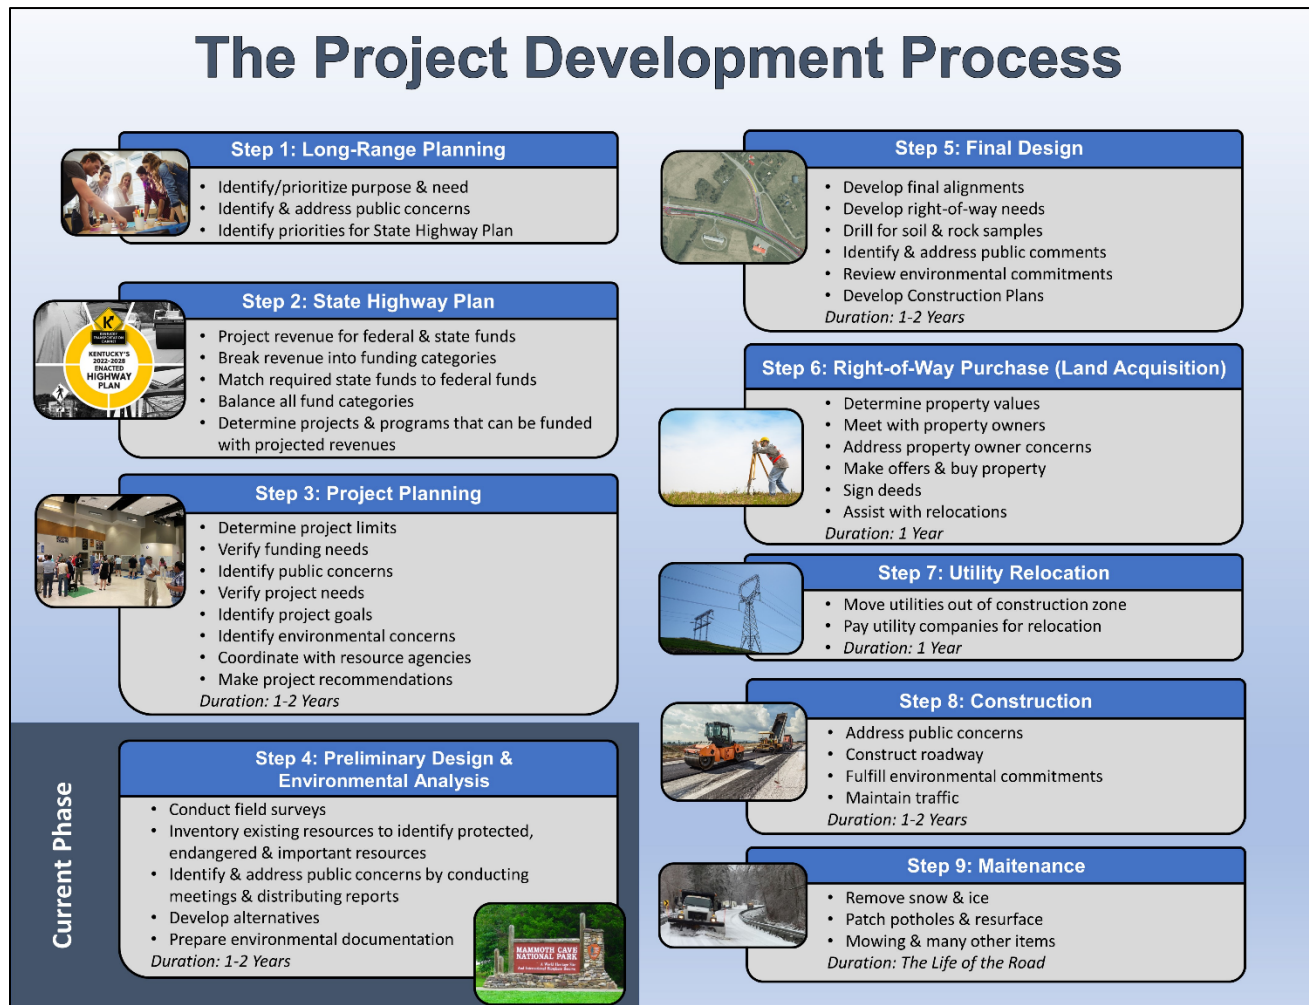 The Project Development Process
Step 1: Long-Range Planning
• Identify/prioritize purpose & need
• Identify & address public concerns
• Identify priorities for State Highway Plan
Step 2: State Highway Plan
• Project revenue for federal & state funds
• Break revenue into funding categories
• Match required state funds to federal funds
• Balance all fund categories
• Determine projects & programs that can be funded
with projected revenues
KENTUCKY
TRANSPORTATION
CABINET
KENTUCKY'S
2022-2028
ENACTED
HIGHWAY
PLAN
Step 3: Project Planning
• Determine project limits
• Verify funding needs
• Identify public concerns
• Verify project needs
• Identify project goals
• Identify environmental concerns
• Coordinate with resource agencies
• Make project recommendations
Duration: 1-2 Years
Current Phase
Step 4: Preliminary Design &
Environmental Analysis
• Conduct field surveys
• Inventory existing resources to identify protected,
endangered & important resources
• Identify & address public concerns by conducting
meetings & distributing reports
• Develop alternatives
• Prepare environmental documentation
Duration: 1-2 Years
MAMMOTH CAVE
NATIONAL PARK
A World Heritage Site
And International Biosphere Reserve
Step 5: Final Design
• Develop final alignments
• Develop right-of-way needs
• Drill for soil & rock samples
• Identify & address public comments
• Review environmental commitments
• Develop Construction Plans
Duration: 1-2 Years
Step 6: Right-of-Way Purchase (Land Acquisition)
• Determine property values
• Meet with property owners
• Address property owner concerns
• Make offers & buy property
• Sign deeds
• Assist with relocations
Duration: 1 Year
Step 7: Utility Relocation
• Move utilities out of construction zone
• Pay utility companies for relocation
• Duration: 1 Year
Step 8: Construction
• Address public concerns
• Construct roadway
• Fulfill environmental commitments
• Maintain traffic
Duration: 1-2 Years
Step 9: Maitenance
• Remove snow & ice
• Patch potholes & resurface
• Mowing & many other items
Duration: The Life of the Road